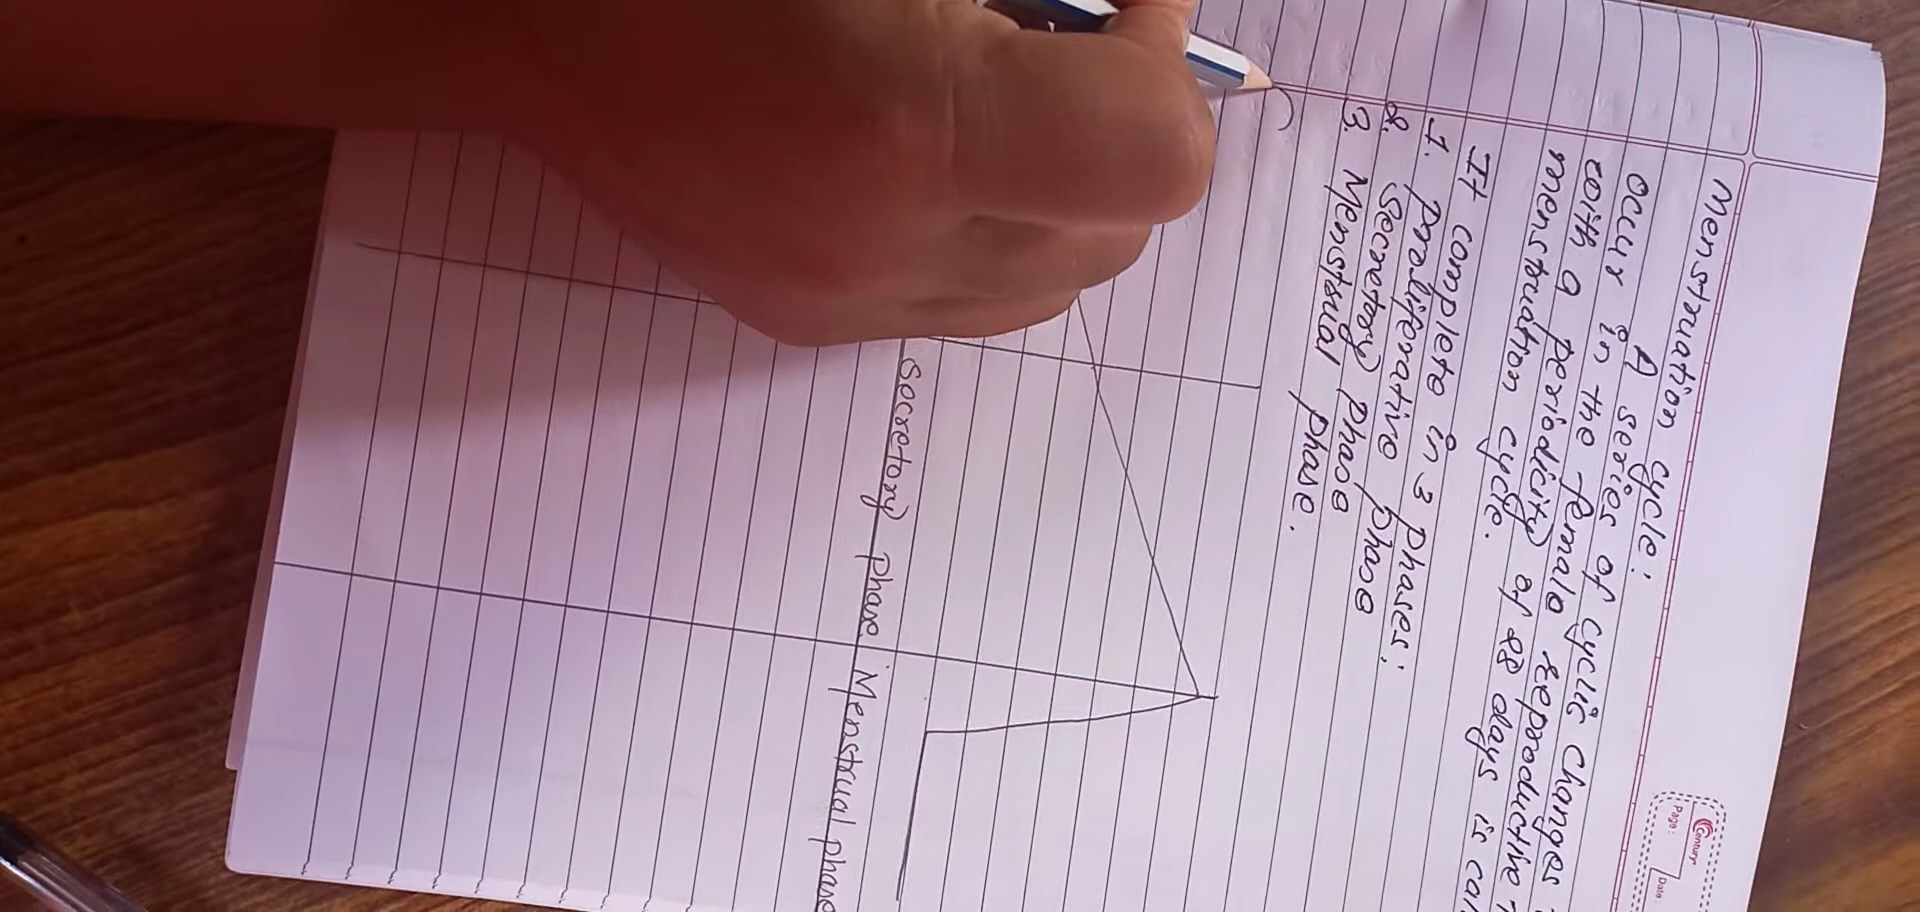 Menstruation cycle:
A series of cyclic changes
occur in the Female reproductive
with a periodicity of 28 days is
menstruation cycle.
It complete in 3 phases:
1. proliferative phase
2. Secretory phase
3. Menstrual phase.
Secretory phase Menstrual phase
Century
Page:
Date: